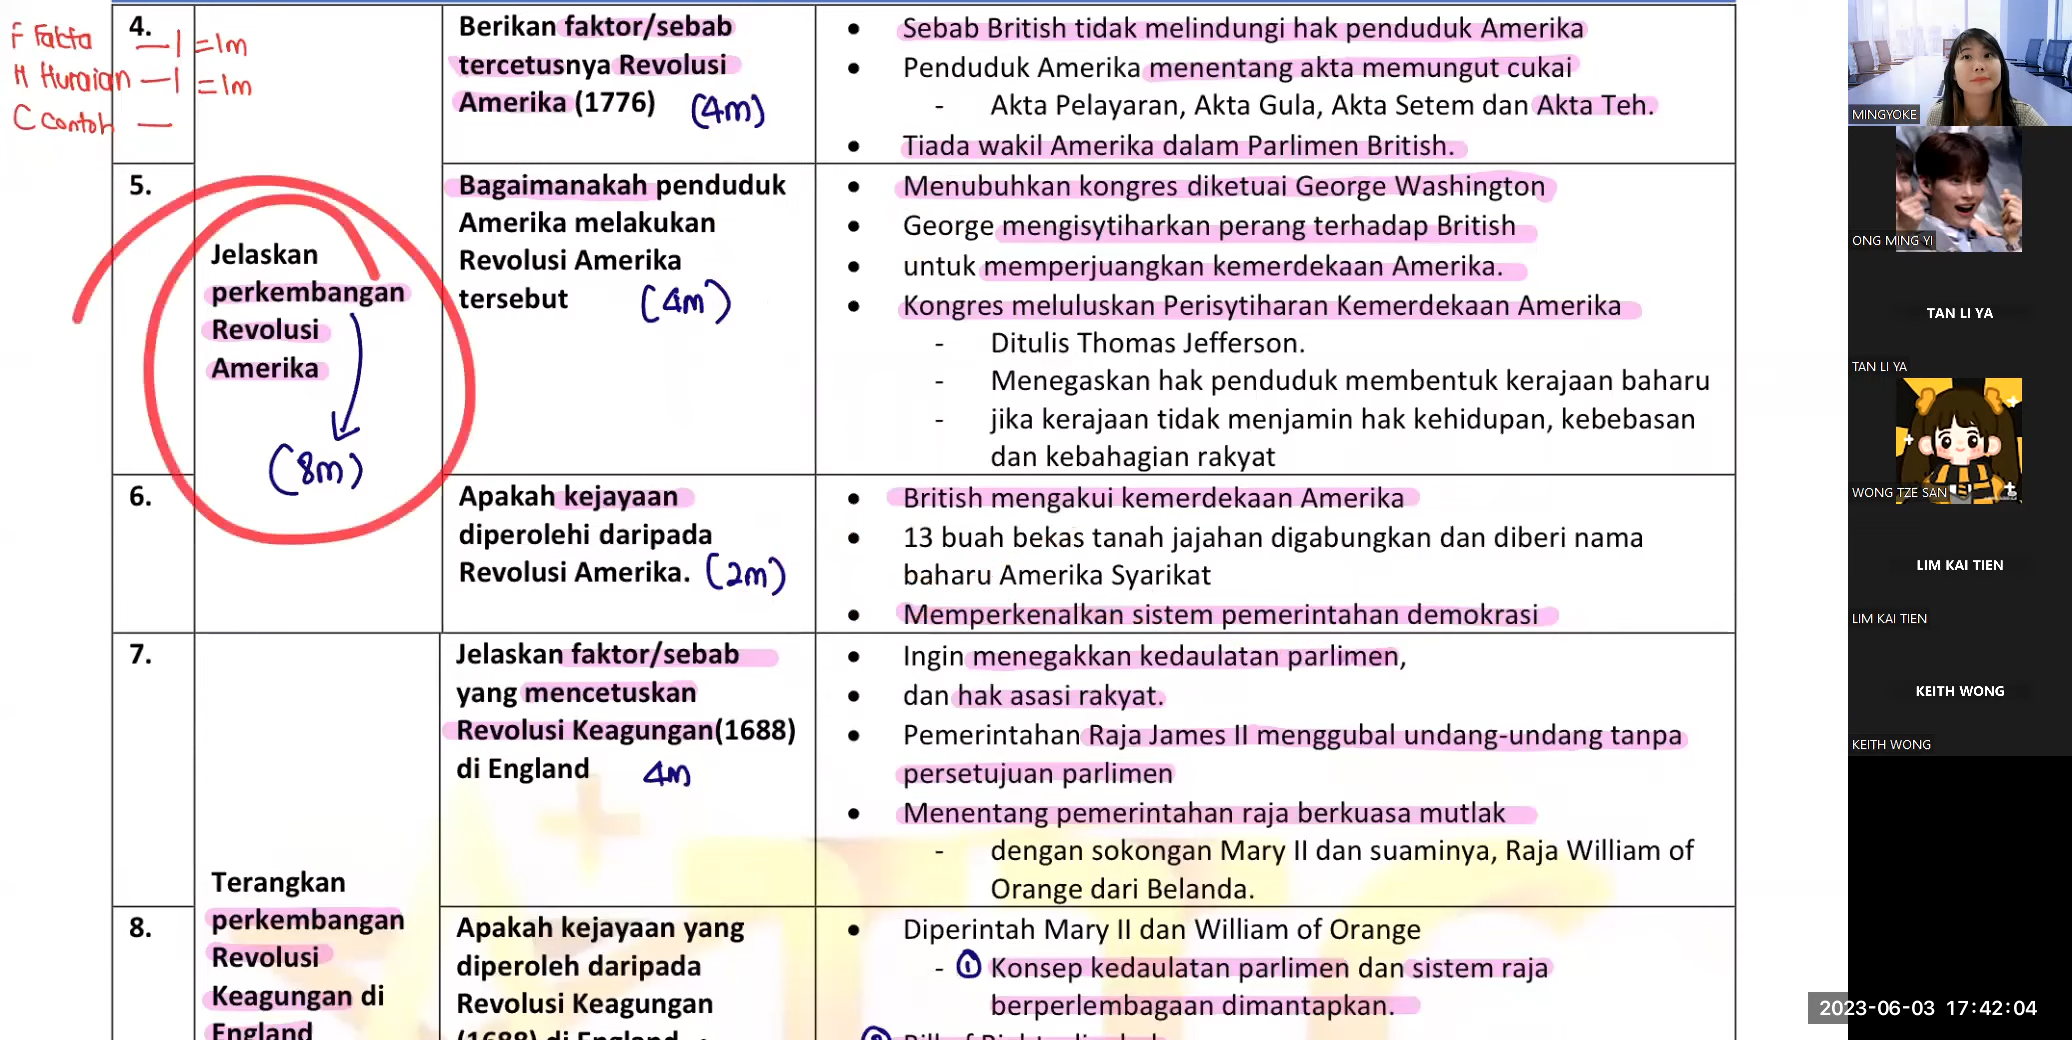 F Fakta — 1 = 1m
H Huraian — 1 = 1m
C Contoh —
4.
Berikan faktor/sebab
tercetusnya Revolusi
Amerika (1776) (4m)
• Sebab British tidak melindungi hak penduduk Amerika
• Penduduk Amerika menentang akta memungut cukai
- Akta Pelayaran, Akta Gula, Akta Setem dan Akta Teh.
• Tiada wakil Amerika dalam Parlimen British.
5.
Jelaskan
perkembangan
Revolusi
Amerika
(8m)
Bagaimanakah penduduk
Amerika melakukan
Revolusi Amerika
tersebut (4m)
• Menubuhkan kongres diketuai George Washington
• George mengisytiharkan perang terhadap British
• untuk memperjuangkan kemerdekaan Amerika.
• Kongres meluluskan Perisytiharan Kemerdekaan Amerika
- Ditulis Thomas Jefferson.
- Menegaskan hak penduduk membentuk kerajaan baharu
- jika kerajaan tidak menjamin hak kehidupan, kebebasan
dan kebahagian rakyat
6.
Apakah kejayaan
diperolehi daripada
Revolusi Amerika. (2m)
• British mengakui kemerdekaan Amerika
• 13 buah bekas tanah jajahan digabungkan dan diberi nama
baharu Amerika Syarikat
• Memperkenalkan sistem pemerintahan demokrasi
7.
Jelaskan faktor/sebab
yang mencetuskan
Revolusi Keagungan(1688)
di England 4m
• Ingin menegakkan kedaulatan parlimen,
• dan hak asasi rakyat.
• Pemerintahan Raja James II menggubal undang-undang tanpa
persetujuan parlimen
• Menentang pemerintahan raja berkuasa mutlak
- dengan sokongan Mary II dan suaminya, Raja William of
Orange dari Belanda.
Terangkan
perkembangan
Revolusi
Keagungan di
England
8.
Apakah kejayaan yang
diperoleh daripada
Revolusi Keagungan
(1688) di England
• Diperintah Mary II dan William of Orange
- ① Konsep kedaulatan parlimen dan sistem raja
berperlembagaan dimantapkan.
MINGYOKE
ONG MING YI
TAN LI YA
TAN LI YA
WONG TZE SAN
LIM KAI TIEN
LIM KAI TIEN
KEITH WONG
KEITH WONG
2023-06-03 17:42:04